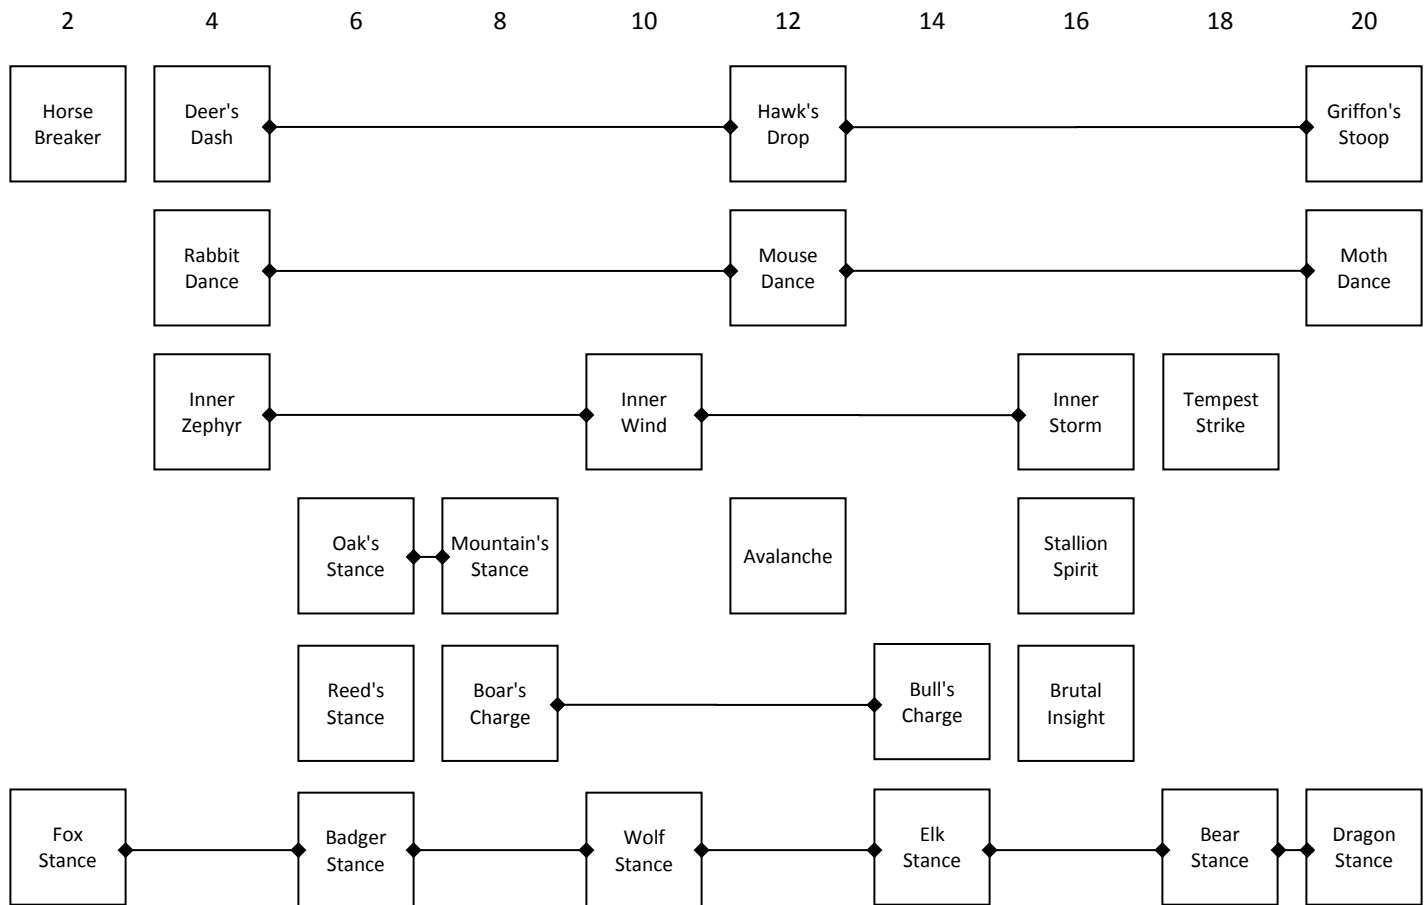 2 4 6 8 10 12 14 16 18 20
Horse
Breaker
Deer's
Dash
Hawk's
Drop
Griffon's
Stoop
Rabbit
Dance
Mouse
Dance
Moth
Dance
Inner
Zephyr
Inner
Wind
Inner
Storm
Tempest
Strike
Oak's
Stance
Mountain's
Stance
Avalanche
Stallion
Spirit
Reed's
Stance
Boar's
Charge
Bull's
Charge
Brutal
Insight
Fox
Stance
Badger
Stance
Wolf
Stance
Elk
Stance
Bear
Stance
Dragon
Stance